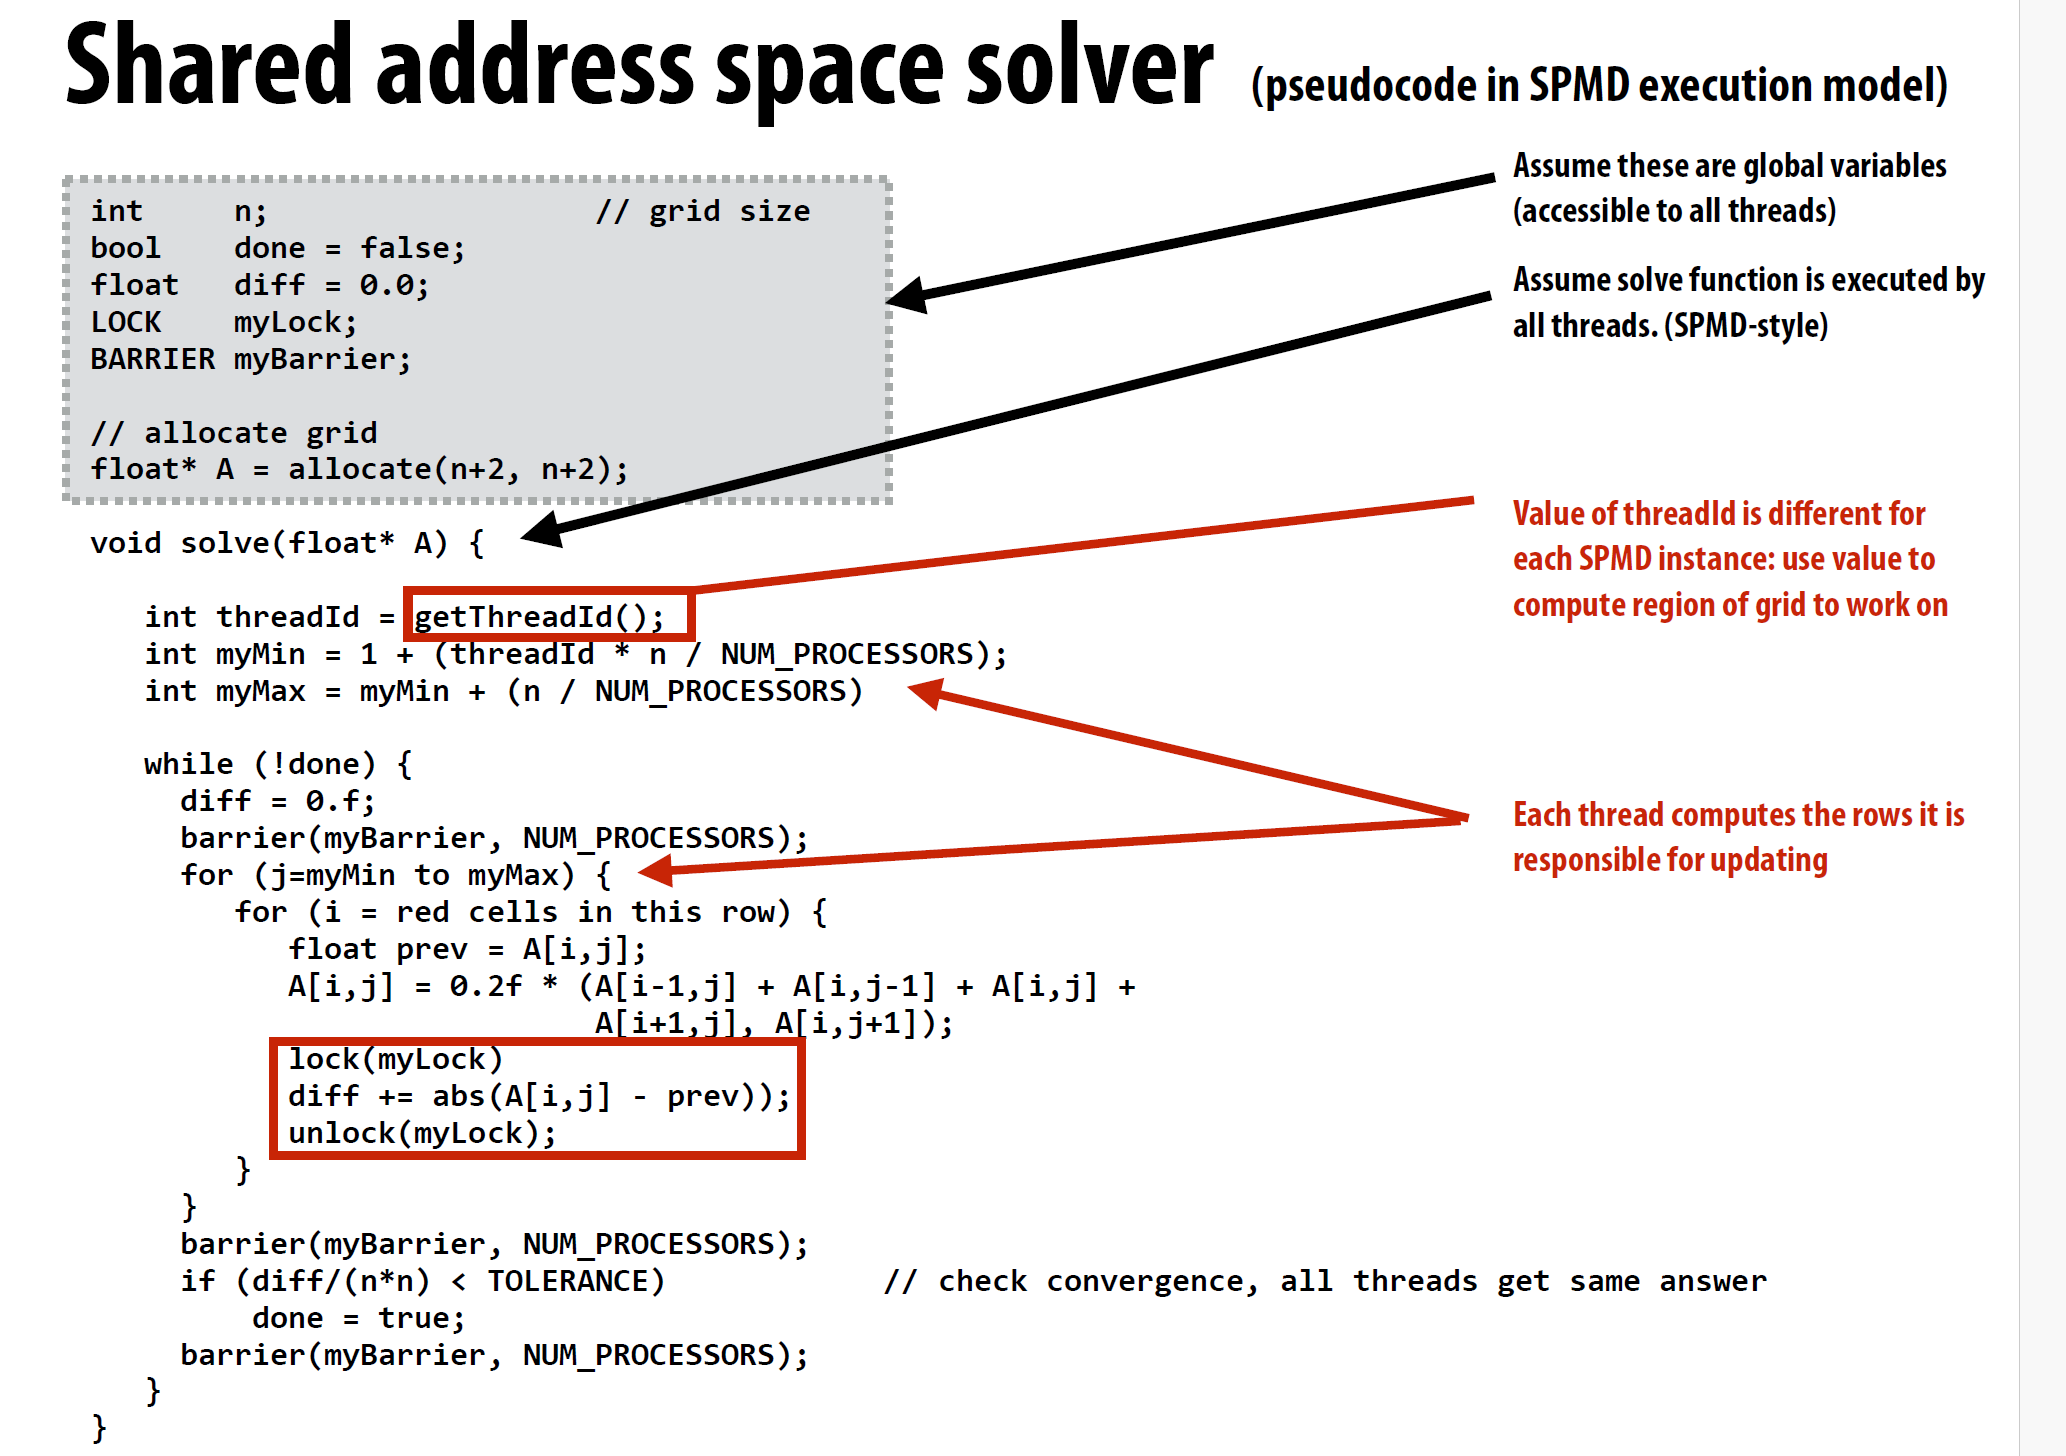 Shared address space solver (pseudocode in SPMD execution model)
Assume these are global variables
(accessible to all threads)
Assume solve function is executed by
all threads. (SPMD-style)
int     n;                  // grid size
bool    done = false;
float   diff = 0.0;
LOCK    myLock;
BARRIER myBarrier;
// allocate grid
float* A = allocate(n+2, n+2);
void solve(float* A) {
Value of threadId is different for
each SPMD instance: use value to
compute region of grid to work on
   int threadId = getThreadId();
   int myMin = 1 + (threadId * n / NUM_PROCESSORS);
   int myMax = myMin + (n / NUM_PROCESSORS)
Each thread computes the rows it is
responsible for updating
   while (!done) {
     diff = 0.f;
     barrier(myBarrier, NUM_PROCESSORS);
     for (j=myMin to myMax) {
        for (i = red cells in this row) {
           float prev = A[i,j];
           A[i,j] = 0.2f * (A[i-1,j] + A[i,j-1] + A[i,j] +
                            A[i+1,j], A[i,j+1]);
           lock(myLock)
           diff += abs(A[i,j] - prev));
           unlock(myLock);
        }
     }
     barrier(myBarrier, NUM_PROCESSORS);
     if (diff/(n*n) < TOLERANCE)            // check convergence, all threads get same answer
         done = true;
     barrier(myBarrier, NUM_PROCESSORS);
   }
}